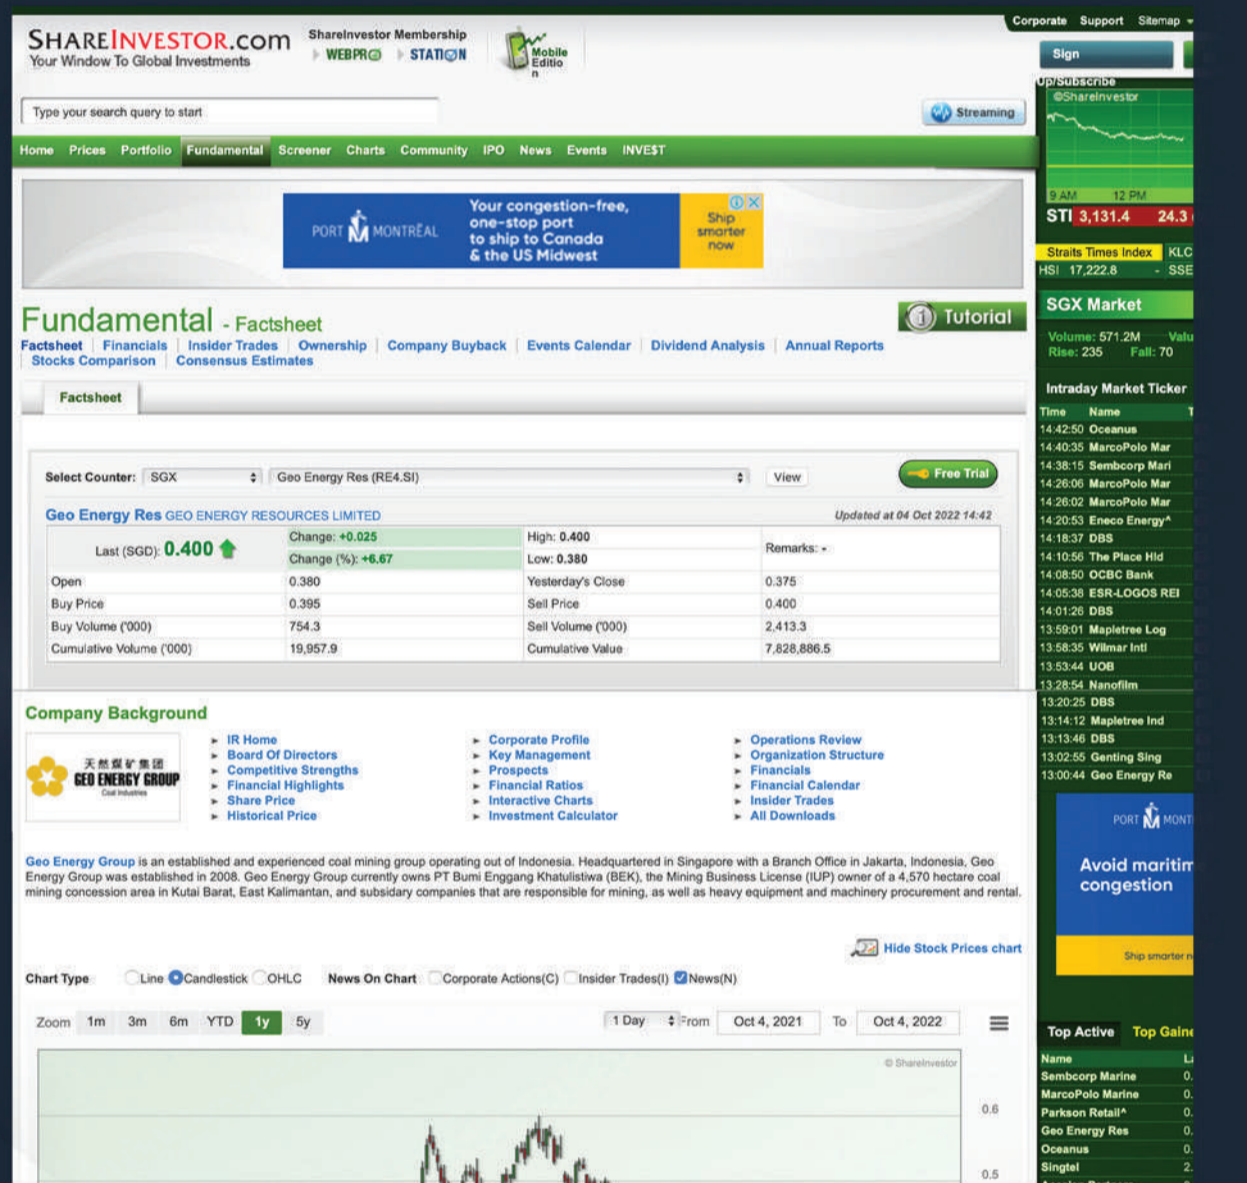 Corporate Support Sitemap
SHAREINVESTOR.com
Your Window To Global Investments
ShareInvestor Membership
WEBPRO STATION
Mobile
Editio
n
Sign
Up/Subscribe
Type your search query to start
Streaming
Home Prices Portfolio Fundamental Screener Charts Community IPO News Events INVE$T
©ShareInvestor
9 AM 12 PM
STI 3,131.4 24.3
Straits Times Index KLC
HSI 17,222.8 - SSE
PORT MONTRÉAL
Your congestion-free,
one-stop port
to ship to Canada
& the US Midwest
Ship
smarter
now
Fundamental - Factsheet
Tutorial
Factsheet Financials Insider Trades Ownership Company Buyback Events Calendar Dividend Analysis Annual Reports
Stocks Comparison Consensus Estimates
Factsheet
Select Counter: SGX Geo Energy Res (RE4.SI) View Free Trial
Geo Energy Res GEO ENERGY RESOURCES LIMITED Updated at 04 Oct 2022 14:42
Last (SGD): 0.400
Change: +0.025 High: 0.400
Change (%): +6.67 Low: 0.380
Remarks: -
Open 0.380 Yesterday's Close 0.375
Buy Price 0.395 Sell Price 0.400
Buy Volume ('000) 754.3 Sell Volume ('000) 2,413.3
Cumulative Volume ('000) 19,957.9 Cumulative Value 7,828,886.5
SGX Market
Volume: 571.2M Valu
Rise: 235 Fall: 70
Intraday Market Ticker
Time Name T
14:42:50 Oceanus
14:40:35 MarcoPolo Mar
14:38:15 Sembcorp Mari
14:26:06 MarcoPolo Mar
14:26:02 MarcoPolo Mar
14:20:53 Eneco Energy^
14:18:37 DBS
14:10:56 The Place Hld
14:08:50 OCBC Bank
14:05:38 ESR-LOGOS REI
14:01:26 DBS
13:59:01 Mapletree Log
13:58:35 Wilmar Intl
13:53:44 UOB
13:28:54 Nanofilm
13:20:25 DBS
13:14:12 Mapletree Ind
13:13:46 DBS
13:02:55 Genting Sing
13:00:44 Geo Energy Re
Company Background
天然煤矿集团
GEO ENERGY GROUP
Coal Industries
IR Home Corporate Profile Operations Review
Board Of Directors Key Management Organization Structure
Competitive Strengths Prospects Financials
Financial Highlights Financial Ratios Financial Calendar
Share Price Interactive Charts Insider Trades
Historical Price Investment Calculator All Downloads
Geo Energy Group is an established and experienced coal mining group operating out of Indonesia. Headquartered in Singapore with a Branch Office in Jakarta, Indonesia, Geo
Energy Group was established in 2008. Geo Energy Group currently owns PT Bumi Enggang Khatulistiwa (BEK), the Mining Business License (IUP) owner of a 4,570 hectare coal
mining concession area in Kutai Barat, East Kalimantan, and subsidary companies that are responsible for mining, as well as heavy equipment and machinery procurement and rental.
PORT MONT
Avoid maritim
congestion
Ship smarter n
Hide Stock Prices chart
Chart Type Line Candlestick OHLC News On Chart Corporate Actions(C) Insider Trades(I) News(N)
Zoom 1m 3m 6m YTD 1y 5y 1 Day From Oct 4, 2021 To Oct 4, 2022
© ShareInvestor
0.6
0.5
Top Active Top Gaine
Name La
Sembcorp Marine 0.
MarcoPolo Marine 0.
Parkson Retail^ 0.
Geo Energy Res 0.
Oceanus 0.
Singtel 2.